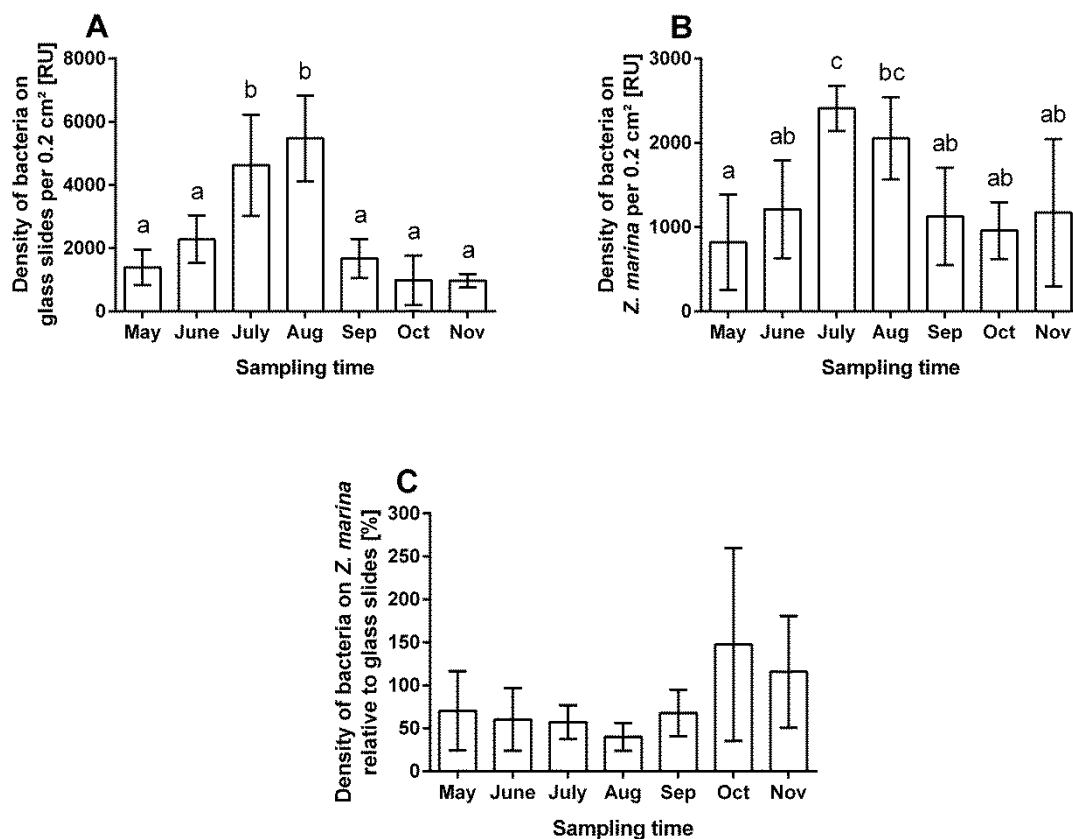 A
Density of bacteria on
glass slides per 0.2 cm² [RU]
8000
6000
4000
2000
0
a
a
b
b
a
a
a
May June July Aug Sep Oct Nov
Sampling time
B
Density of bacteria on
Z. marina per 0.2 cm² [RU]
3000
2000
1000
0
a
ab
c
bc
ab
ab
ab
May June July Aug Sep Oct Nov
Sampling time
C
Density of bacteria on Z. marina
relative to glass slides [%]
300
250
200
150
100
50
0
May June July Aug Sep Oct Nov
Sampling time